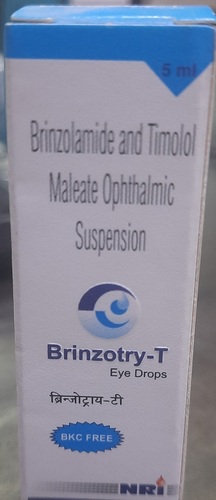 5 ml
Brinzolamide and Timolol
Maleate Ophthalmic
Suspension
Brinzotry-T
Eye Drops
ब्रिन्जोट्राय-टी
BKC FREE
NRI